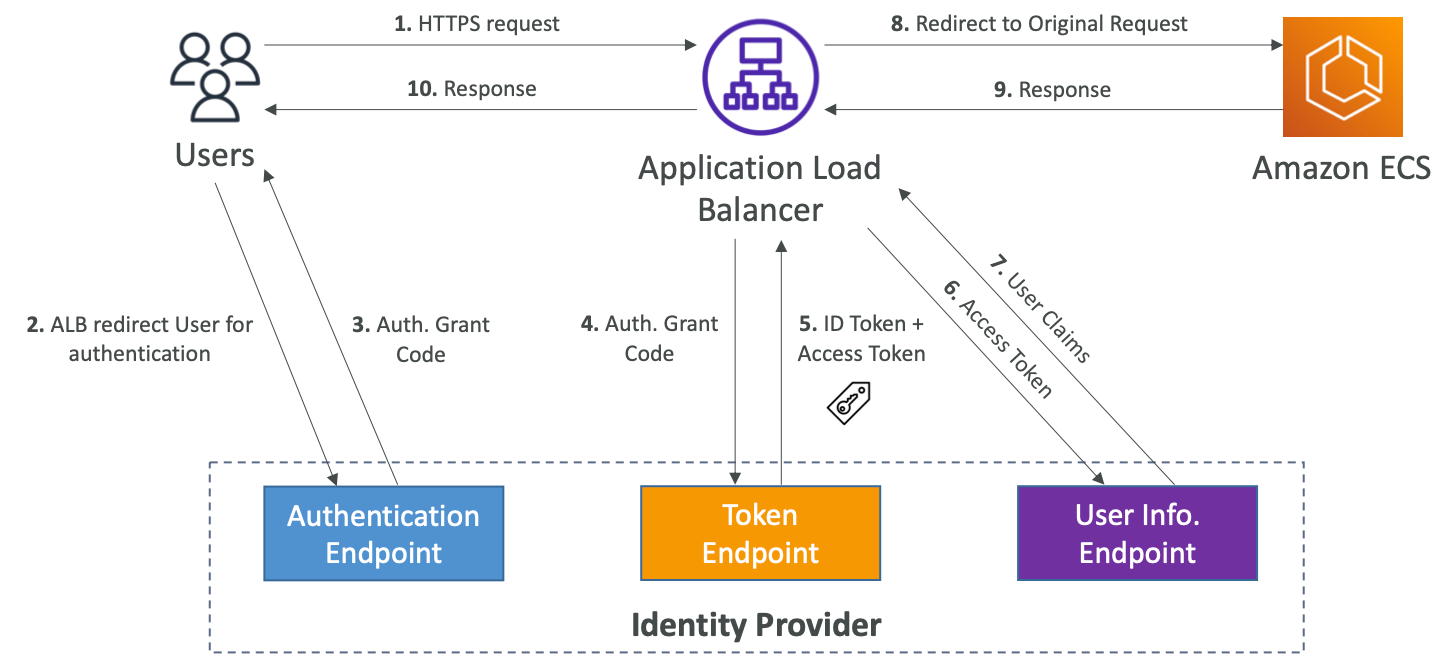 1. HTTPS request
8. Redirect to Original Request
10. Response
9. Response
Users
Application Load
Balancer
Amazon ECS
2. ALB redirect User for
authentication
3. Auth. Grant
Code
4. Auth. Grant
Code
5. ID Token +
Access Token
6. Access Token
7. User Claims
Authentication
Endpoint
Token
Endpoint
User Info.
Endpoint
Identity Provider